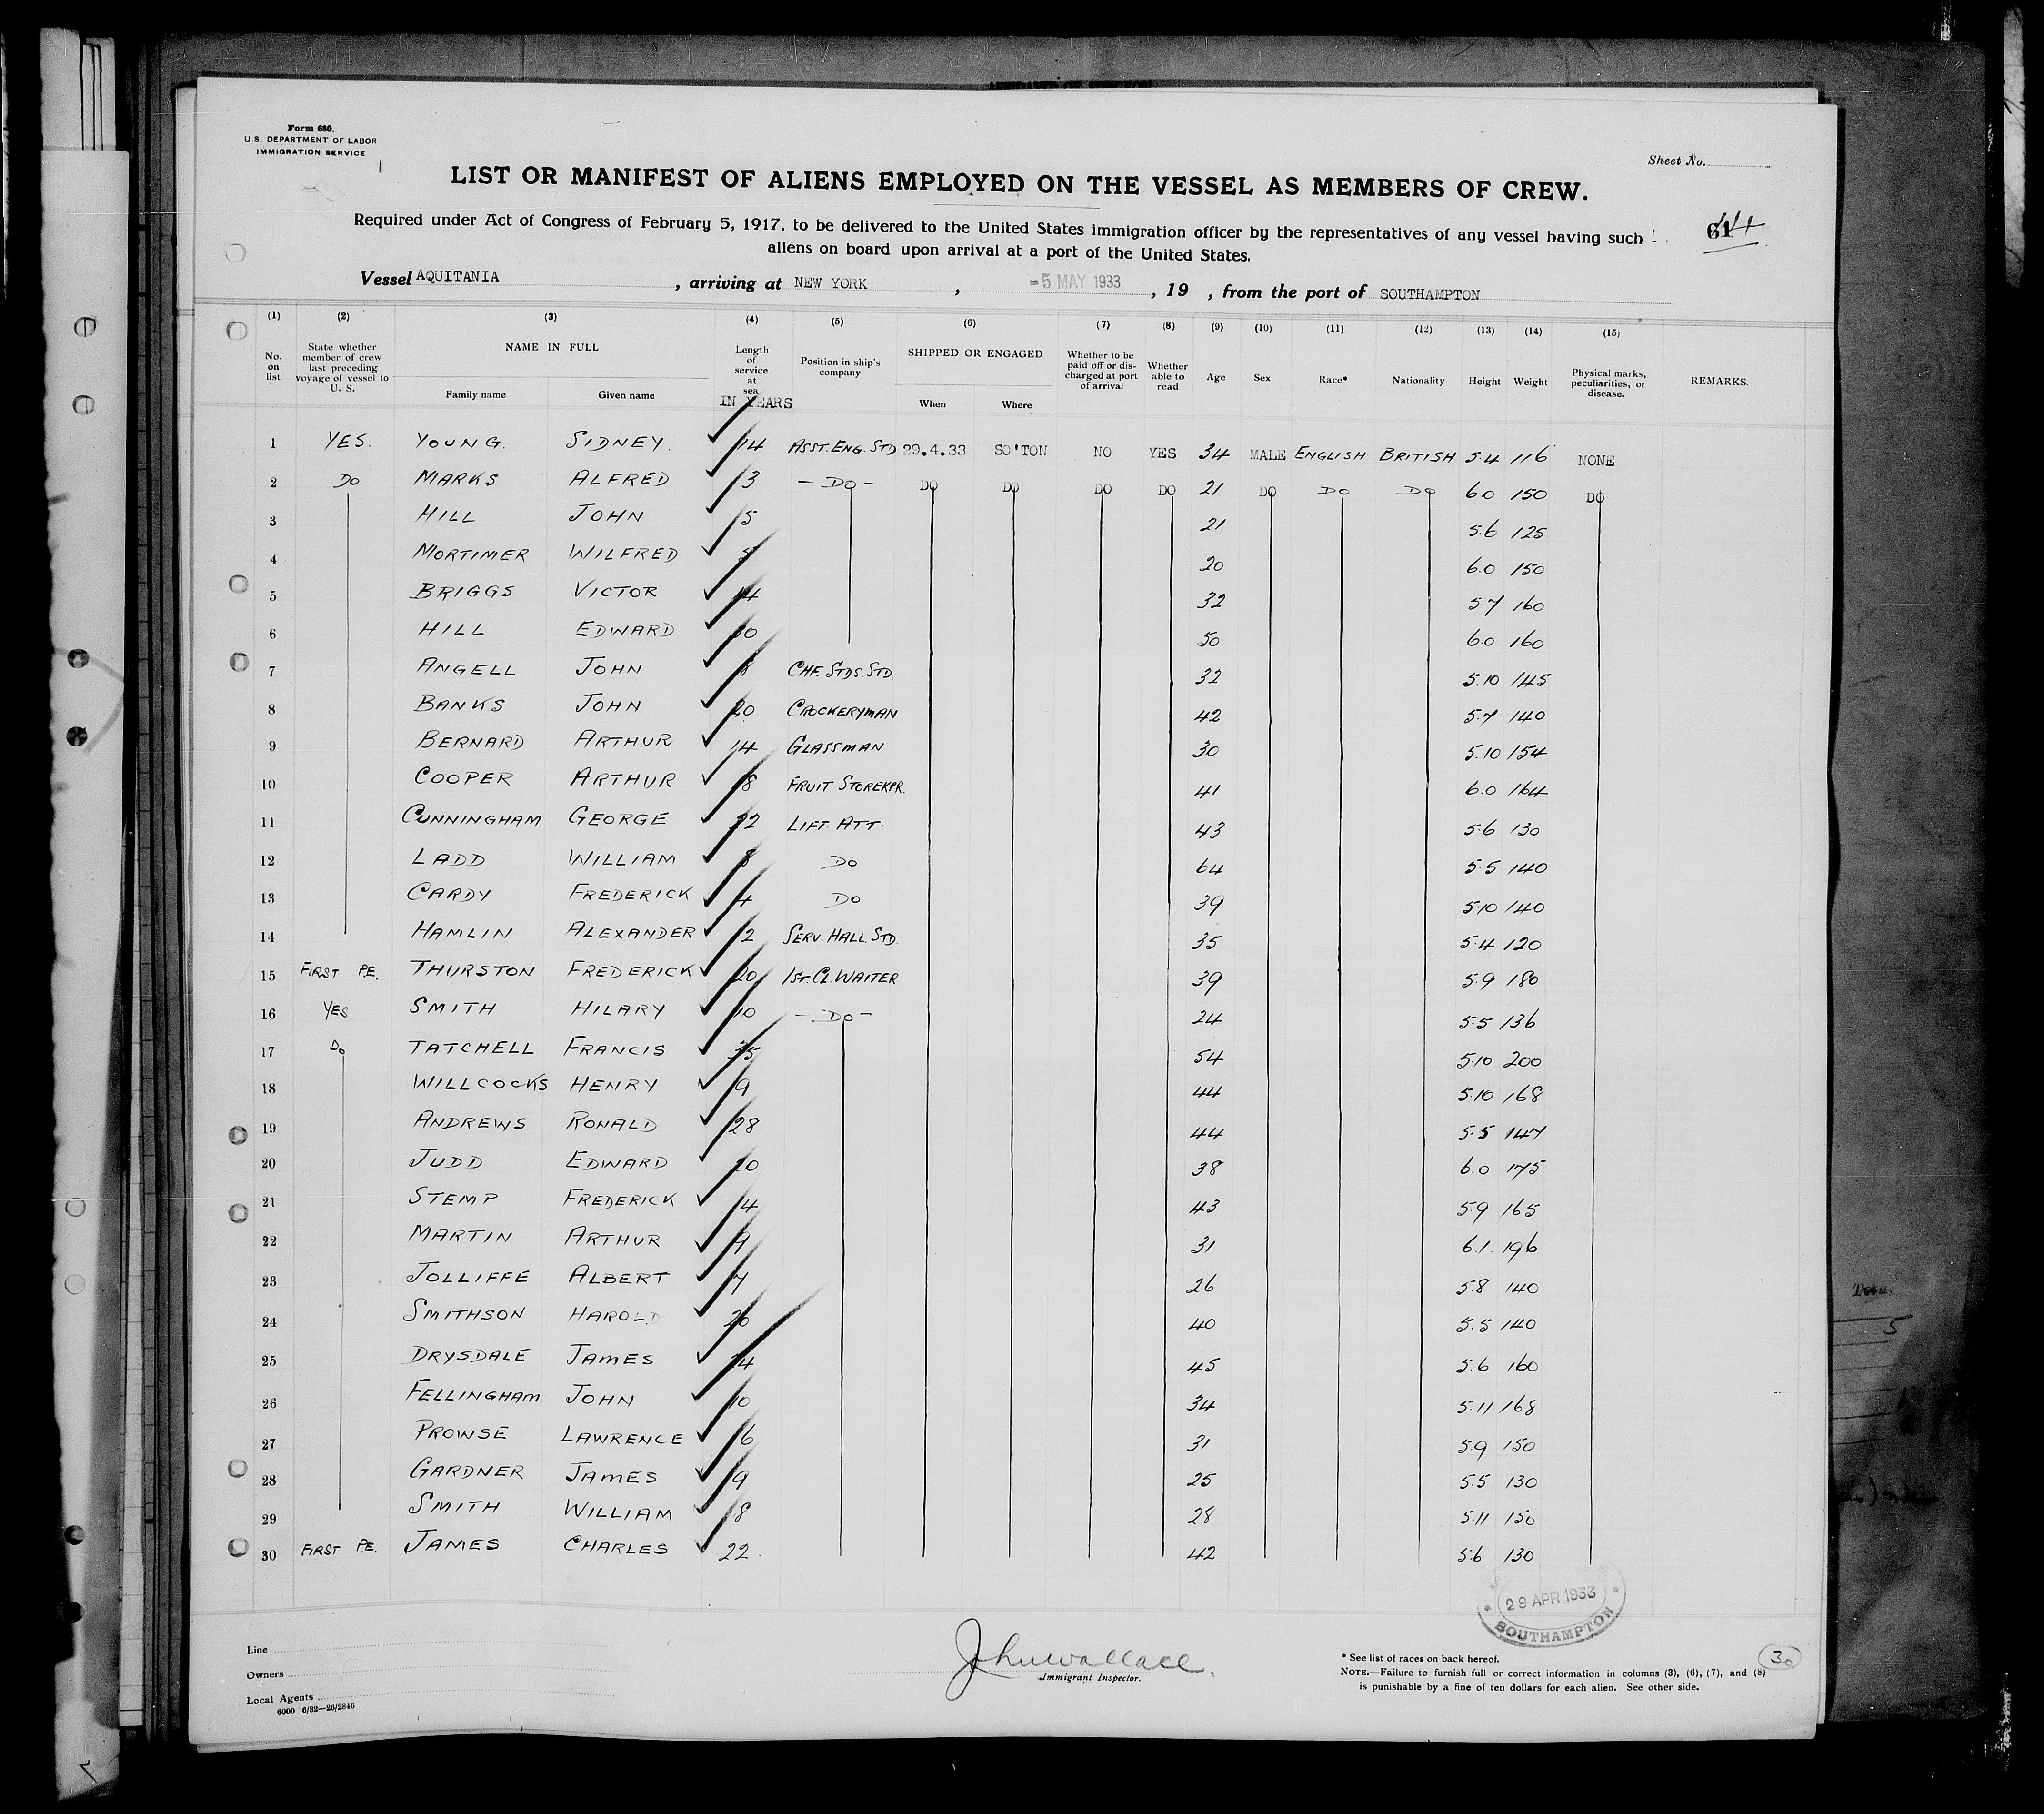 Form 680.
U.S. DEPARTMENT OF LABOR
IMMIGRATION SERVICE
Sheet No.
LIST OR MANIFEST OF ALIENS EMPLOYED ON THE VESSEL AS MEMBERS OF CREW.
Required under Act of Congress of February 5, 1917, to be delivered to the United States immigration officer by the representatives of any vessel having such
aliens on board upon arrival at a port of the United States.
Vessel AQUITANIA, arriving at NEW YORK, -5 MAY 1933, 19 , from the port of SOUTHAMPTON
(1) (2) (3) (4) (5) (6) (7) (8) (9) (10) (11) (12) (13) (14) (15)
No. on list State whether member of crew last preceding voyage of vessel to U. S. NAME IN FULL Family name Given name Length of service at sea IN YEARS Position in ship's company SHIPPED OR ENGAGED When Where Whether to be paid off or discharged at port of arrival Whether able to read Age Sex Race* Nationality Height Weight Physical marks, peculiarities, or disease. REMARKS.
1 YES. YOUNG. SIDNEY. 14 ASST. ENG. STD 29.4.33 SO'TON NO YES 34 MALE ENGLISH BRITISH 5.4 116 NONE
2 DO MARKS ALFRED 3 - DO - DO DO DO DO 21 DO DO DO 6.0 150 DO
3 HILL JOHN 5 21 5.6 125
4 MORTIMER WILFRED 20 6.0 150
5 BRIGGS VICTOR 14 32 5.7 160
6 HILL EDWARD 30 50 6.0 160
7 ANGELL JOHN 8 CHF. STDS. STD. 32 5.10 145
8 BANKS JOHN 20 CROCKERYMAN 42 5.7 140
9 BERNARD ARTHUR 14 GLASSMAN 30 5.10 154
10 COOPER ARTHUR 18 FRUIT STOREKPR. 41 6.0 164
11 CUNNINGHAM GEORGE 22 LIFT. ATT. 43 5.6 130
12 LADD WILLIAM 8 DO 64 5.5 140
13 CARDY FREDERICK 4 DO 39 5.10 140
14 HAMLIN ALEXANDER 12 SERV. HALL. STD. 35 5.4 120
15 FIRST P.E. THURSTON FREDERICK 20 1ST. CL. WAITER 39 5.9 180
16 YES SMITH HILARY 10 - DO - 24 5.5 136
17 DO TATCHELL FRANCIS 35 54 5.10 200
18 WILLCOCKS HENRY 9 44 5.10 168
19 ANDREWS RONALD 28 44 5.5 147
20 JUDD EDWARD 20 38 6.0 175
21 STEMP FREDERICK 14 43 5.9 165
22 MARTIN ARTHUR 9 31 6.1. 196
23 JOLLIFFE ALBERT 7 26 5.8 140
24 SMITHSON HAROLD 26 40 5.5 140
25 DRYSDALE JAMES 24 45 5.6 160
26 FELLINGHAM JOHN 10 34 5.11 168
27 PROWSE LAWRENCE 16 31 5.9 150
28 GARDNER JAMES 9 25 5.5 130
29 SMITH WILLIAM 8 28 5.11 150
30 FIRST P.E. JAMES CHARLES 22. 42 5.6 130
29 APR 1933
SOUTHAMPTON
Line
Owners
Local Agents
6000 6/32—26/2846
John Wallace.
Immigrant Inspector.
* See list of races on back hereof.
NOTE.—Failure to furnish full or correct information in columns (3), (6), (7), and (8)
is punishable by a fine of ten dollars for each alien. See other side.
30